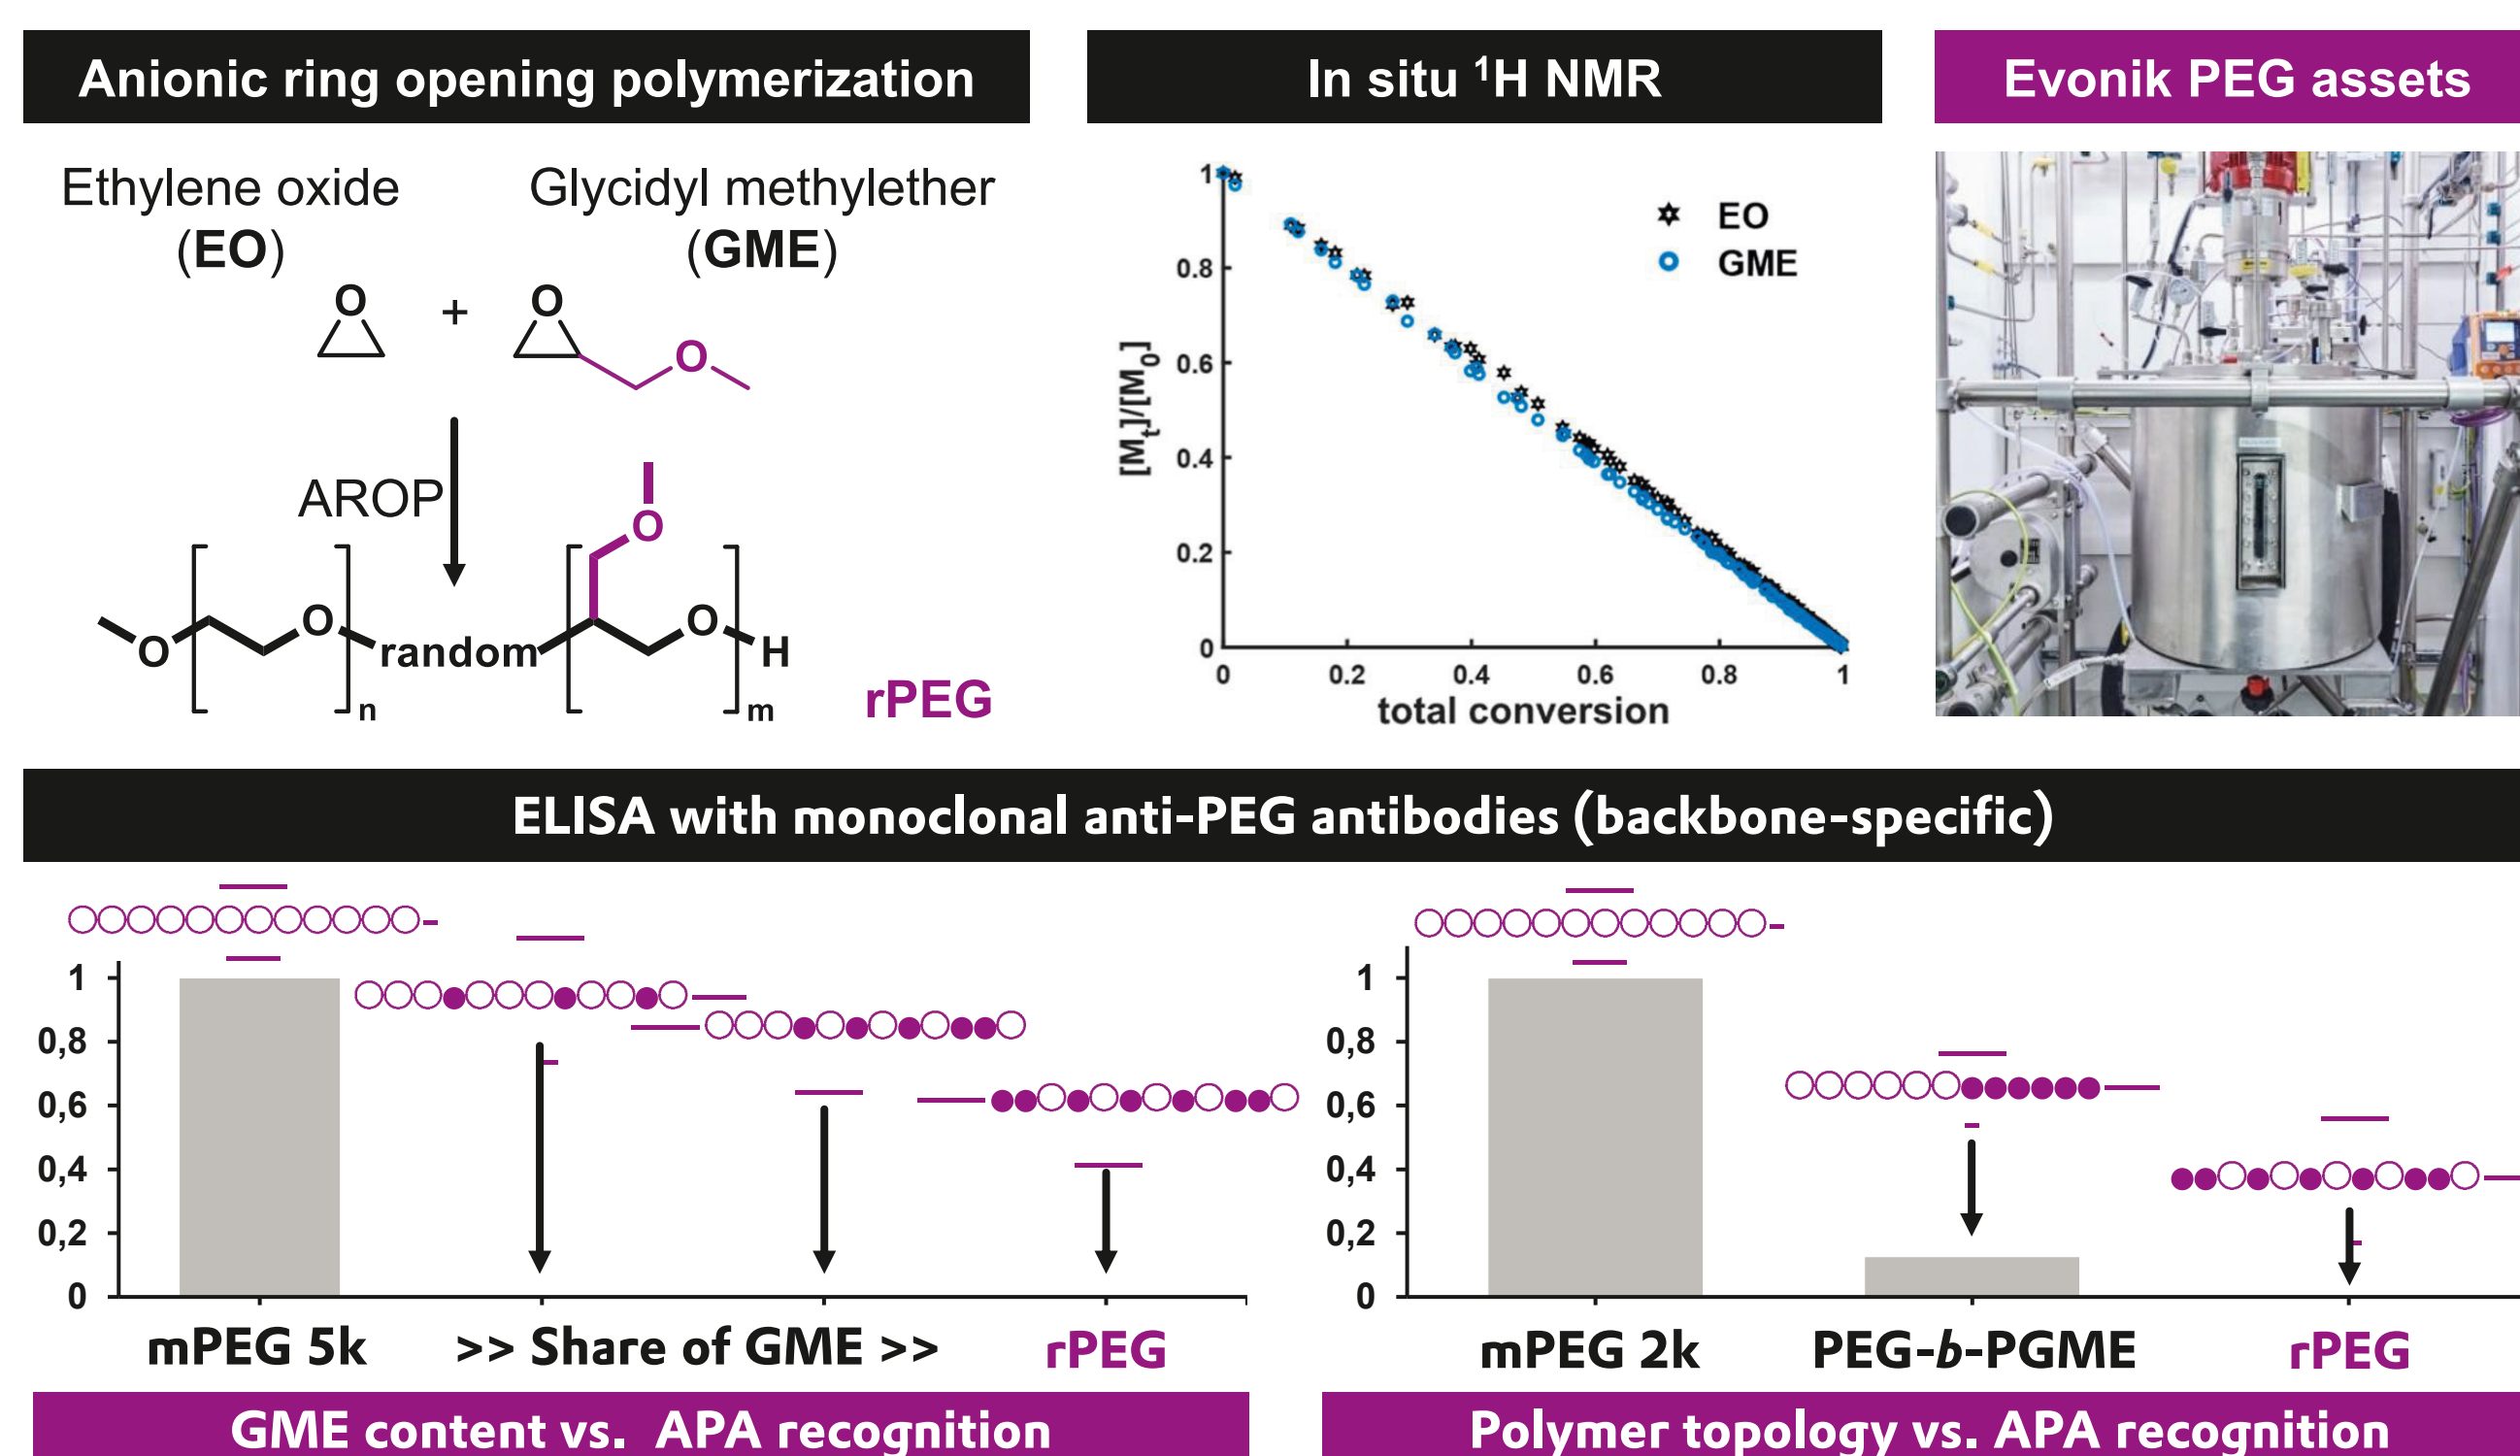 Anionic ring opening polymerization
In situ ¹H NMR
Evonik PEG assets
Ethylene oxide
(EO)
Glycidyl methylether
(GME)
O
+
O
O
AROP
O
O
O
random
O
H
n
m
rPEG
EO
GME
[Mₜ]/[M₀]
1
0.8
0.6
0.4
0.2
0
0
0.2
0.4
0.6
0.8
1
total conversion
ELISA with monoclonal anti-PEG antibodies (backbone-specific)
1
0,8
0,6
0,4
0,2
0
mPEG 5k
>> Share of GME >>
rPEG
GME content vs. APA recognition
1
0,8
0,6
0,4
0,2
0
mPEG 2k
PEG-b-PGME
rPEG
Polymer topology vs. APA recognition